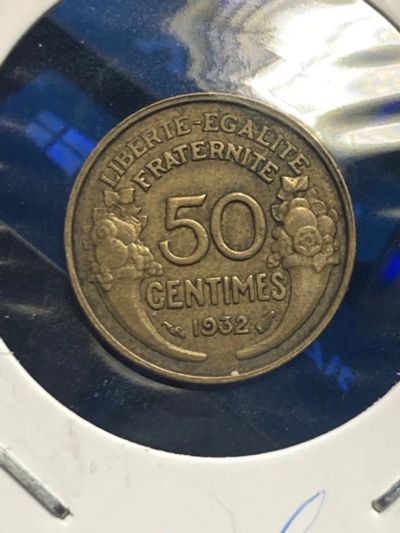 LIBERTE-EGALITE
FRATERNITE
50
CENTIMES
1932